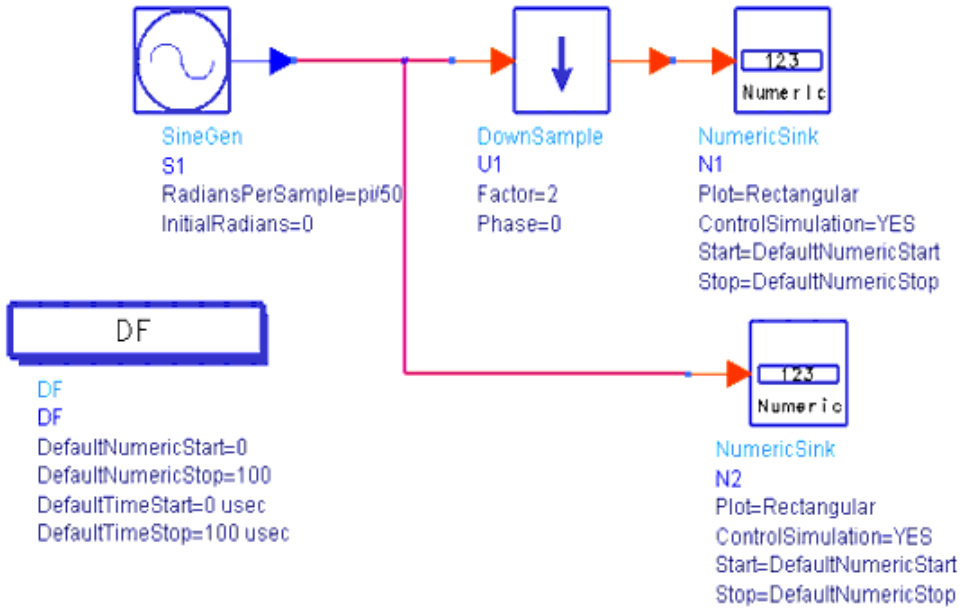 123
Numeric
SineGen
S1
RadiansPerSample=pi/50
InitialRadians=0
DownSample
U1
Factor=2
Phase=0
NumericSink
N1
Plot=Rectangular
ControlSimulation=YES
Start=DefaultNumericStart
Stop=DefaultNumericStop
DF
DF
DF
DefaultNumericStart=0
DefaultNumericStop=100
DefaultTimeStart=0 usec
DefaultTimeStop=100 usec
123
Numeric
NumericSink
N2
Plot=Rectangular
ControlSimulation=YES
Start=DefaultNumericStart
Stop=DefaultNumericStop